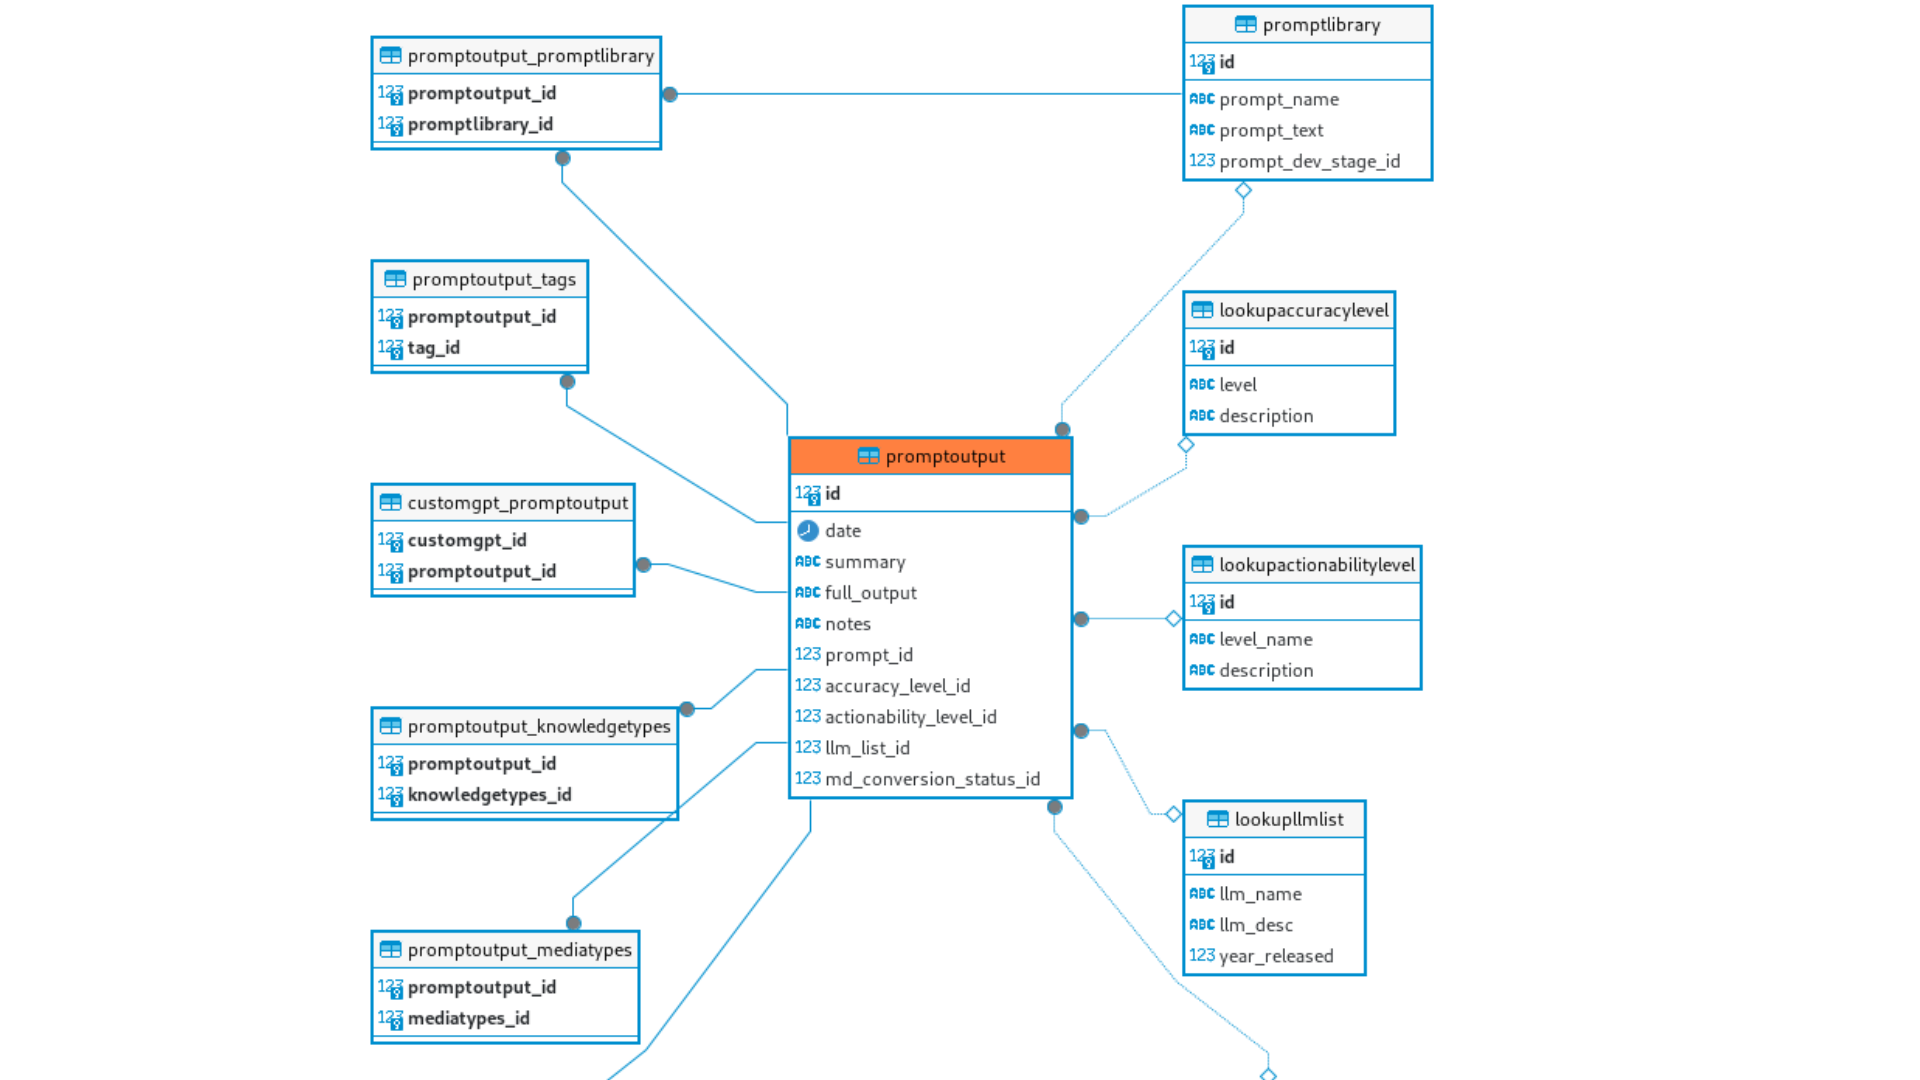 promptoutput_promptlibrary
123 promptoutput_id
123 promptlibrary_id
promptlibrary
123 id
ABC prompt_name
ABC prompt_text
123 prompt_dev_stage_id
promptoutput_tags
123 promptoutput_id
123 tag_id
lookupaccuracylevel
123 id
ABC level
ABC description
customgpt_promptoutput
123 customgpt_id
123 promptoutput_id
promptoutput
123 id
date
ABC summary
ABC full_output
ABC notes
123 prompt_id
123 accuracy_level_id
123 actionability_level_id
123 llm_list_id
123 md_conversion_status_id
lookupactionabilitylevel
123 id
ABC level_name
ABC description
promptoutput_knowledgetypes
123 promptoutput_id
123 knowledgetypes_id
lookupllmlist
123 id
ABC llm_name
ABC llm_desc
123 year_released
promptoutput_mediatypes
123 promptoutput_id
123 mediatypes_id